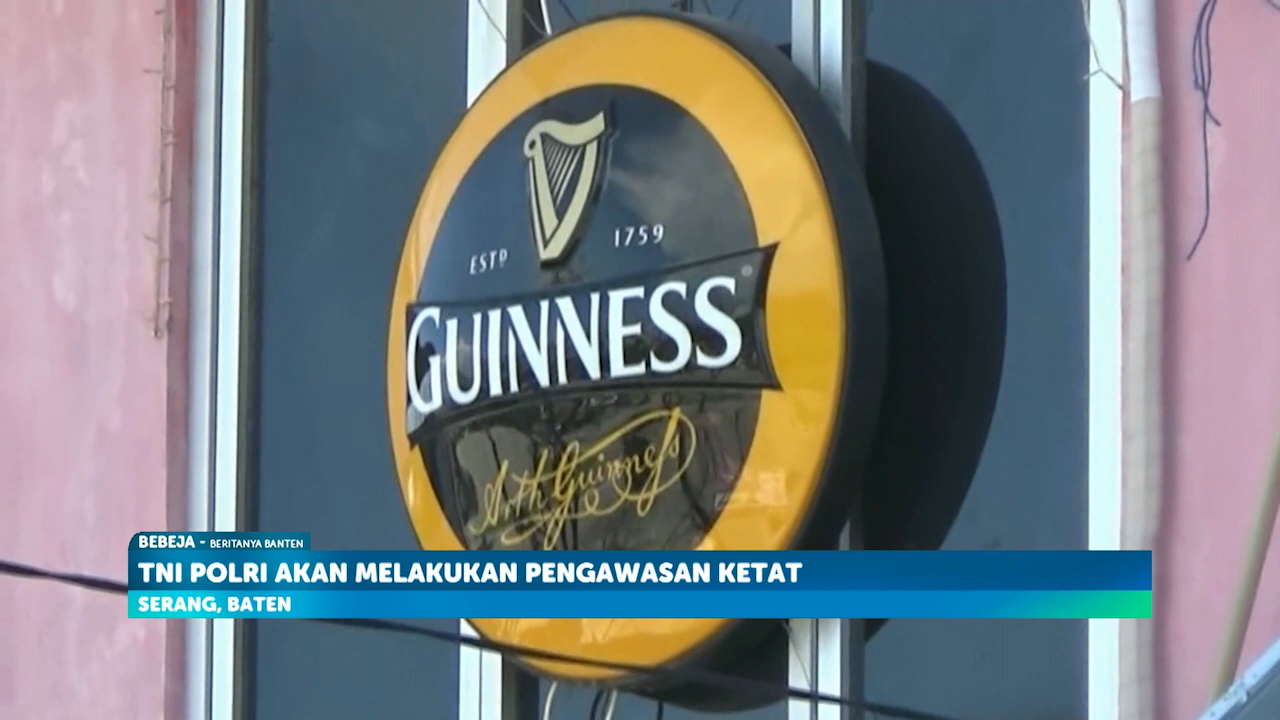 ESTD 1759
GUINNESS
Arth Guinness
BEBEJA - BERITANYA BANTEN
TNI POLRI AKAN MELAKUKAN PENGAWASAN KETAT
SERANG, BATEN